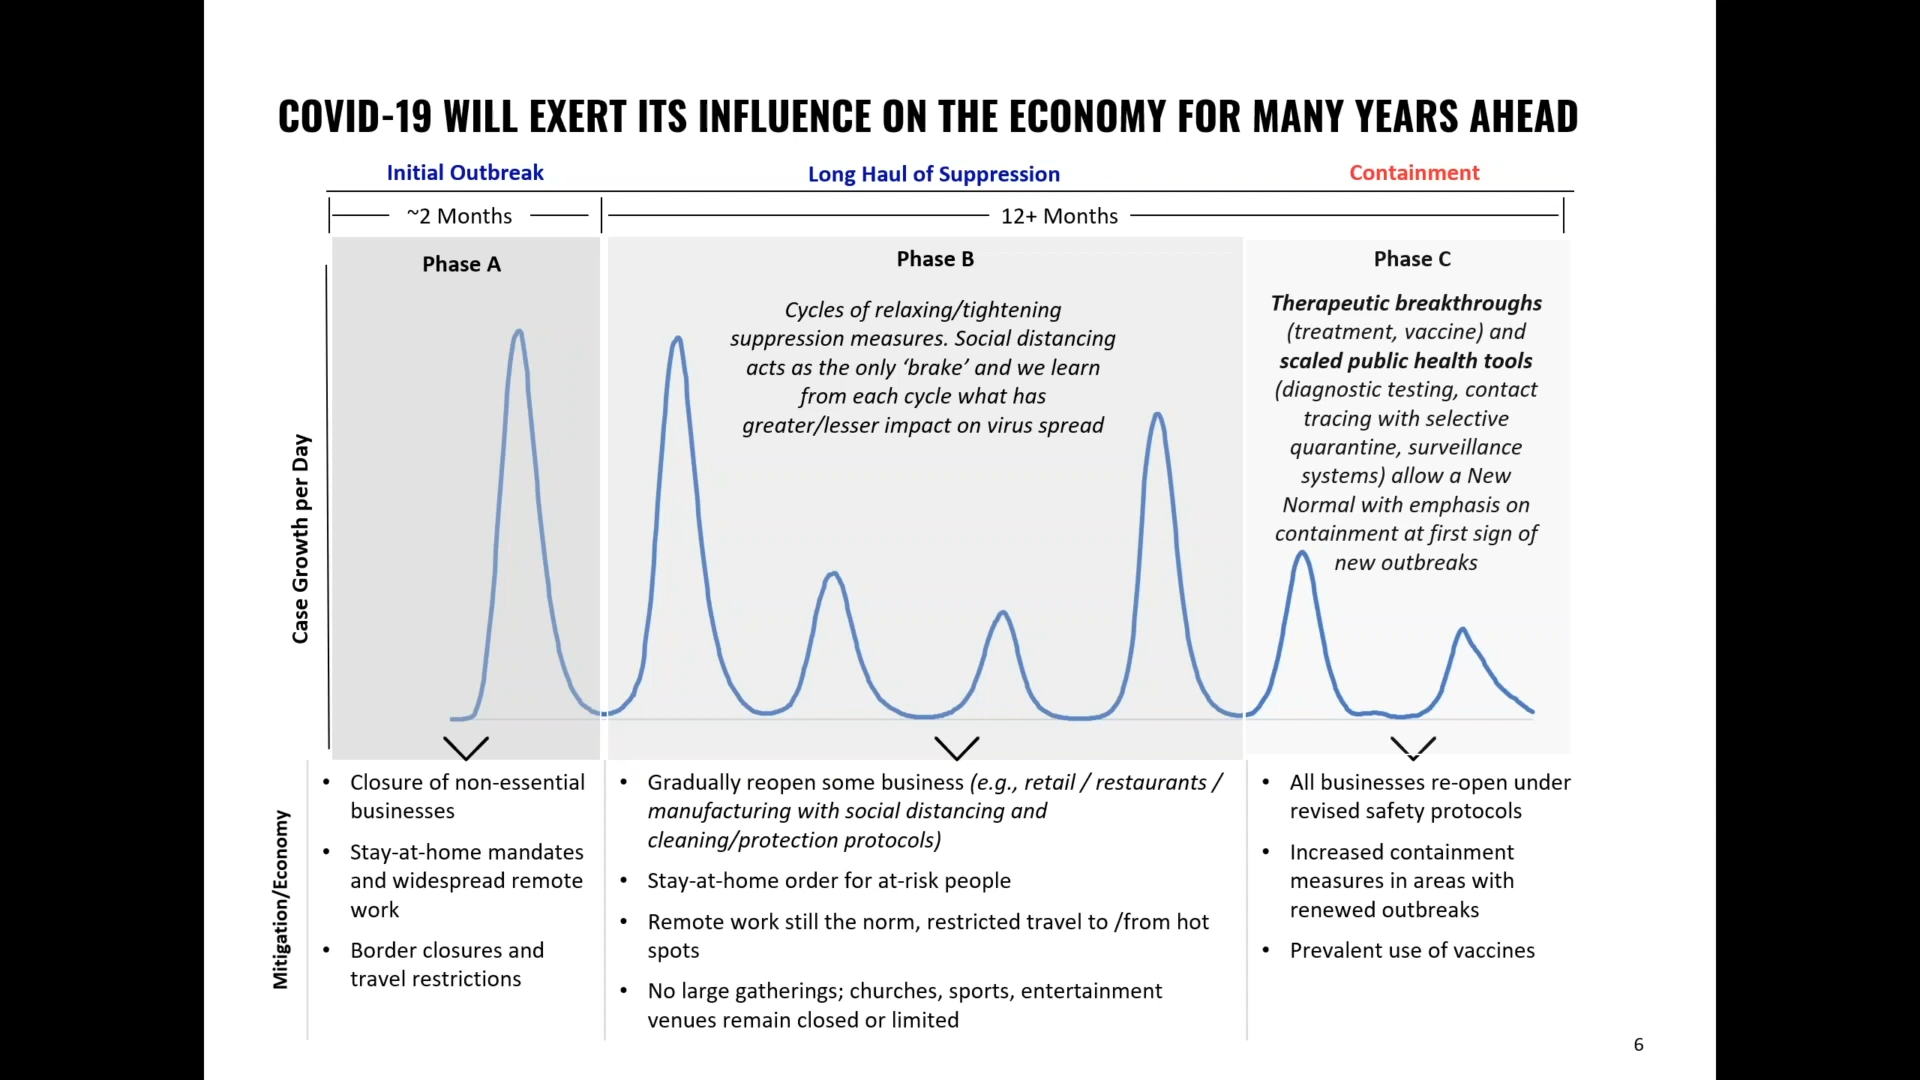 COVID-19 WILL EXERT ITS INFLUENCE ON THE ECONOMY FOR MANY YEARS AHEAD
Initial Outbreak
Long Haul of Suppression
Containment
~2 Months
12+ Months
Case Growth per Day
Phase A
Phase B
Cycles of relaxing/tightening
suppression measures. Social distancing
acts as the only ‘brake’ and we learn
from each cycle what has
greater/lesser impact on virus spread
Phase C
Therapeutic breakthroughs
(treatment, vaccine) and
scaled public health tools
(diagnostic testing, contact
tracing with selective
quarantine, surveillance
systems) allow a New
Normal with emphasis on
containment at first sign of
new outbreaks
Mitigation/Economy
• Closure of non-essential
businesses
• Stay-at-home mandates
and widespread remote
work
• Border closures and
travel restrictions
• Gradually reopen some business (e.g., retail / restaurants /
manufacturing with social distancing and
cleaning/protection protocols)
• Stay-at-home order for at-risk people
• Remote work still the norm, restricted travel to /from hot
spots
• No large gatherings; churches, sports, entertainment
venues remain closed or limited
• All businesses re-open under
revised safety protocols
• Increased containment
measures in areas with
renewed outbreaks
• Prevalent use of vaccines
6